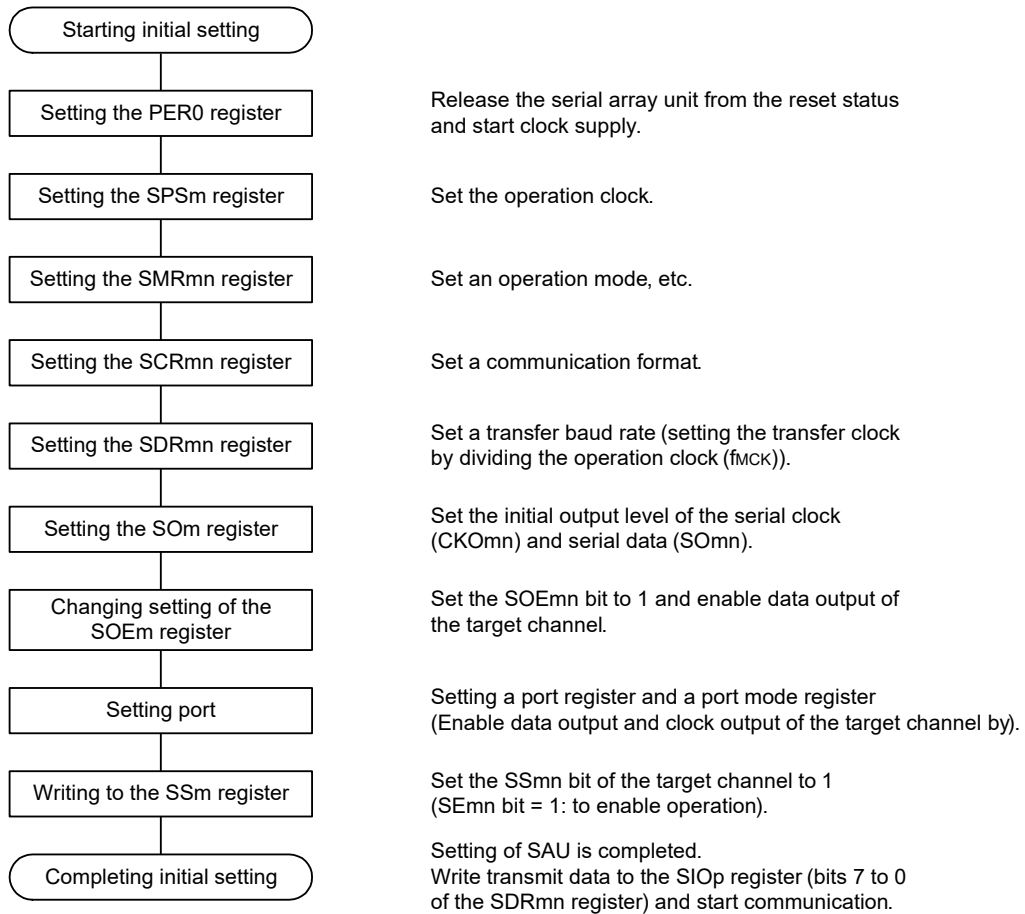 Starting initial setting
Setting the PER0 register
Release the serial array unit from the reset status
and start clock supply.
Setting the SPSm register
Set the operation clock.
Setting the SMRmn register
Set an operation mode, etc.
Setting the SCRmn register
Set a communication format.
Setting the SDRmn register
Set a transfer baud rate (setting the transfer clock
by dividing the operation clock (fMCK)).
Setting the SOm register
Set the initial output level of the serial clock
(CKOmn) and serial data (SOmn).
Changing setting of the
SOEm register
Set the SOEmn bit to 1 and enable data output of
the target channel.
Setting port
Setting a port register and a port mode register
(Enable data output and clock output of the target channel by).
Writing to the SSm register
Set the SSmn bit of the target channel to 1
(SEmn bit = 1: to enable operation).
Completing initial setting
Setting of SAU is completed.
Write transmit data to the SIOp register (bits 7 to 0
of the SDRmn register) and start communication.